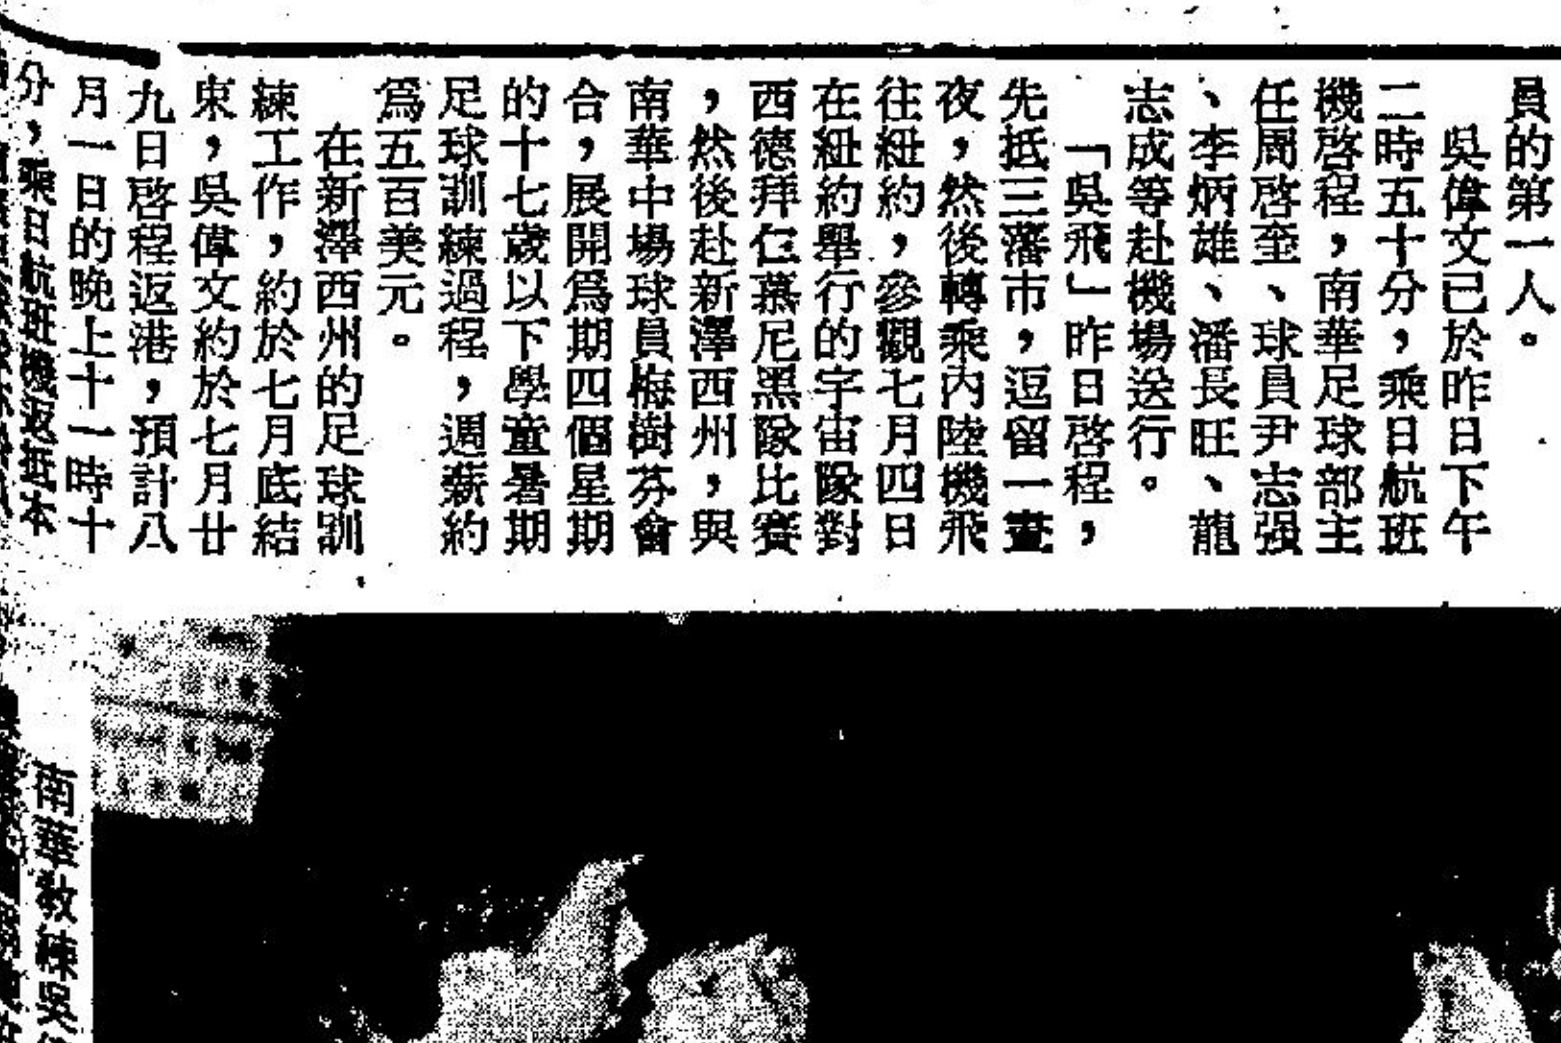 員的第一人。
吳偉文已於昨日下午
二時五十分，乘日航班
機啓程，南華足球部主
任周啓奎、球員尹志强
、李炳雄、潘長旺、龍
志成等赴機場送行。
「吳飛」昨日啓程，
先抵三藩市，逗留一晝
夜，然後轉乘內陸機飛
往紐約，參觀七月四日
在紐約舉行的宇宙隊對
西德拜仁慕尼黑隊比賽
，然後赴新澤西州，與
南華中場球員梅樹芬會
合，展開爲期四個星期
的十七歲以下學童暑期
足球訓練過程，週薪約
爲五百美元。
在新澤西州的足球訓
練工作，約於七月底結
束，吳偉文約於七月廿
九日啓程返港，預計八
月一日的晚上十一時十
分，乘日航班機返抵本
南華教練吳